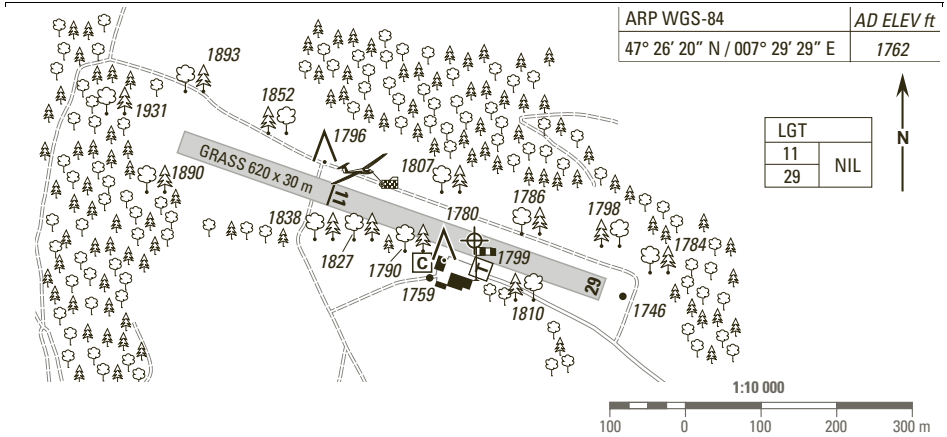 ARP WGS-84
AD ELEV ft
47° 26’ 20” N / 007° 29’ 29” E
1762
1893
1931
1852
1796
N
LGT
11
NIL
29
GRASS 620 x 30 m
1890
11
1807
1838
1786
1798
1780
1827
1790
C
1799
1784
T
29
1759
1810
1746
1:10 000
100
0
100
200
300 m